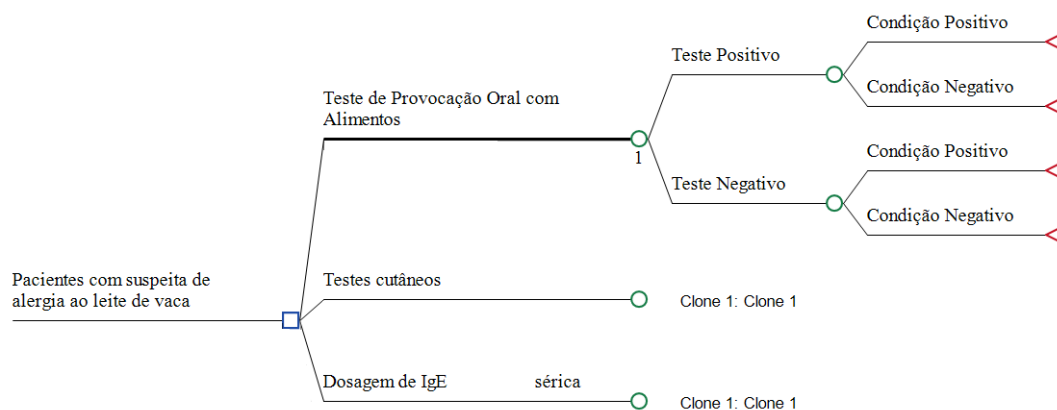 Condição Positivo
Teste Positivo
Condição Negativo
Teste de Provocação Oral com
Alimentos
1
Condição Positivo
Teste Negativo
Condição Negativo
Pacientes com suspeita de
alergia ao leite de vaca
Testes cutâneos
Clone 1: Clone 1
Dosagem de IgE sérica
Clone 1: Clone 1